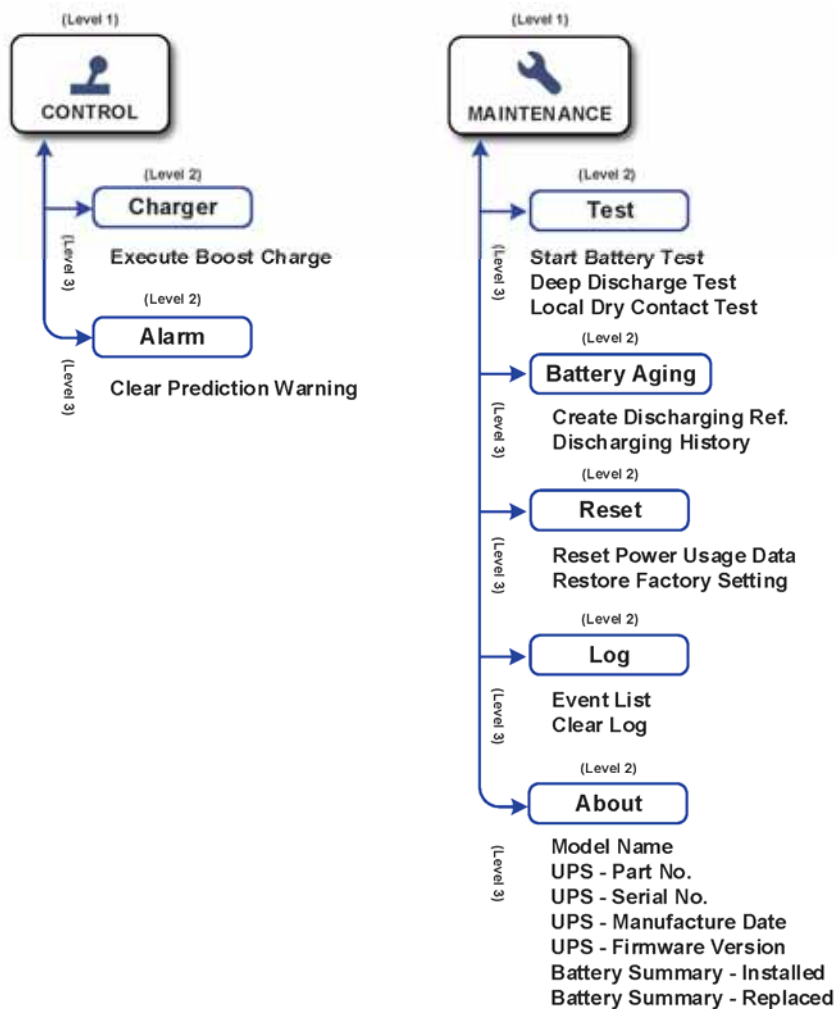 (Level 1)
CONTROL
(Level 2)
Charger
(Level 3)
Execute Boost Charge
(Level 2)
Alarm
(Level 3)
Clear Prediction Warning
(Level 1)
MAINTENANCE
(Level 2)
Test
(Level 3)
Start Battery Test
Deep Discharge Test
Local Dry Contact Test
(Level 2)
Battery Aging
(Level 3)
Create Discharging Ref.
Discharging History
(Level 2)
Reset
(Level 3)
Reset Power Usage Data
Restore Factory Setting
(Level 2)
Log
(Level 3)
Event List
Clear Log
(Level 2)
About
(Level 3)
Model Name
UPS - Part No.
UPS - Serial No.
UPS - Manufacture Date
UPS - Firmware Version
Battery Summary - Installed
Battery Summary - Replaced